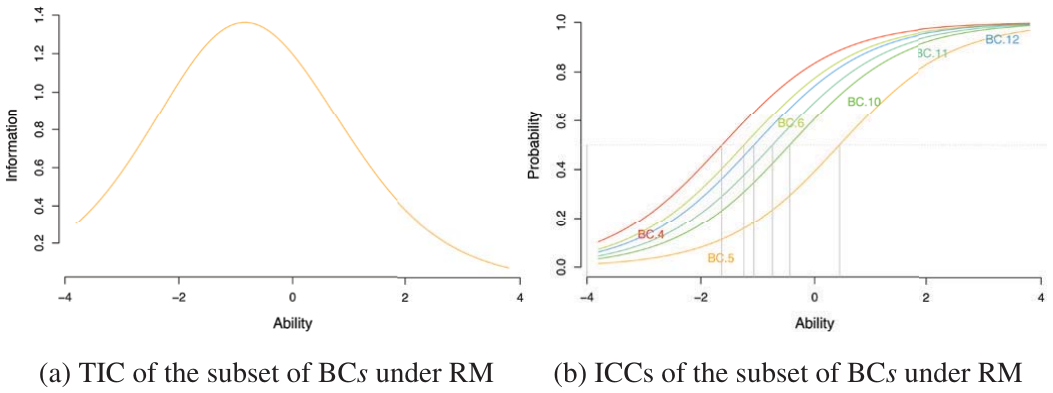 1.4
1.2
1.0
0.8
0.6
0.4
0.2
Information
−4
−2
0
2
4
Ability
(a) TIC of the subset of BCs under RM
1.0
0.8
0.6
0.4
0.2
0.0
Probability
BC.12
BC.11
BC.10
BC.6
BC.4
BC.5
−4
−2
0
2
4
Ability
(b) ICCs of the subset of BCs under RM